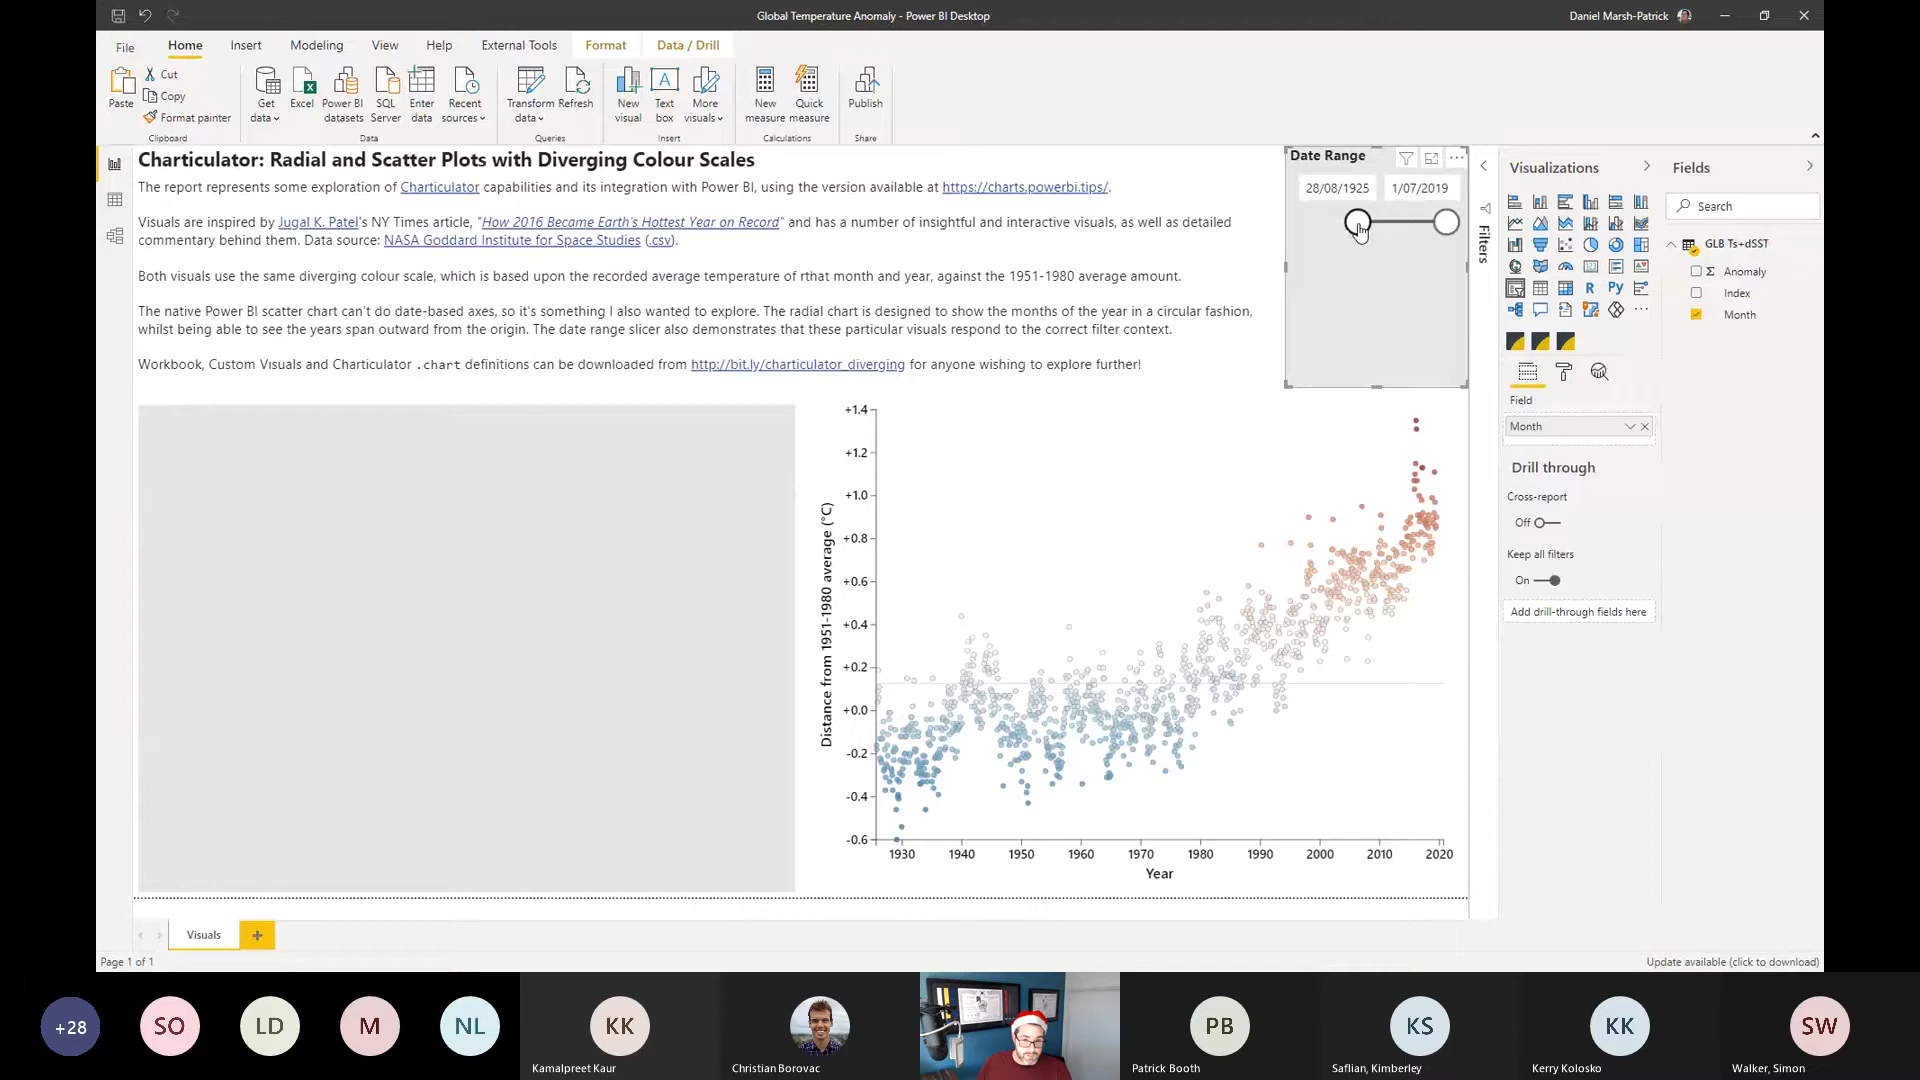 Global Temperature Anomaly - Power BI Desktop
Daniel Marsh-Patrick
File
Home
Insert
Modeling
View
Help
External Tools
Format
Data / Drill
Paste
Cut
Copy
Format painter
Clipboard
Get data
Excel
Power BI datasets
SQL Server
Enter data
Recent sources
Data
Transform data
Refresh
Queries
New visual
Text box
More visuals
Insert
New measure
Quick measure
Calculations
Publish
Share
Charticulator: Radial and Scatter Plots with Diverging Colour Scales
The report represents some exploration of Charticulator capabilities and its integration with Power BI, using the version available at https://charts.powerbi.tips/.
Visuals are inspired by Jugal K. Patel's NY Times article, "How 2016 Became Earth's Hottest Year on Record" and has a number of insightful and interactive visuals, as well as detailed
commentary behind them. Data source: NASA Goddard Institute for Space Studies (.csv).
Both visuals use the same diverging colour scale, which is based upon the recorded average temperature of rthat month and year, against the 1951-1980 average amount.
The native Power BI scatter chart can't do date-based axes, so it's something I also wanted to explore. The radial chart is designed to show the months of the year in a circular fashion,
whilst being able to see the years span outward from the origin. The date range slicer also demonstrates that these particular visuals respond to the correct filter context.
Workbook, Custom Visuals and Charticulator .chart definitions can be downloaded from http://bit.ly/charticulator_diverging for anyone wishing to explore further!
Date Range
28/08/1925
1/07/2019
Filters
Visualizations
R
Py
Field
Month
Drill through
Cross-report
Off
Keep all filters
On
Add drill-through fields here
Fields
Search
GLB Ts+dSST
Σ Anomaly
Index
Month
Distance from 1951-1980 average (°C)
+1.4
+1.2
+1.0
+0.8
+0.6
+0.4
+0.2
+0.0
-0.2
-0.4
-0.6
1930
1940
1950
1960
1970
1980
1990
2000
2010
2020
Year
Visuals
Page 1 of 1
Update available (click to download)
+28
SO
LD
M
NL
KK
Kamalpreet Kaur
Christian Borovac
PB
Patrick Booth
KS
Saflian, Kimberley
KK
Kerry Kolosko
SW
Walker, Simon